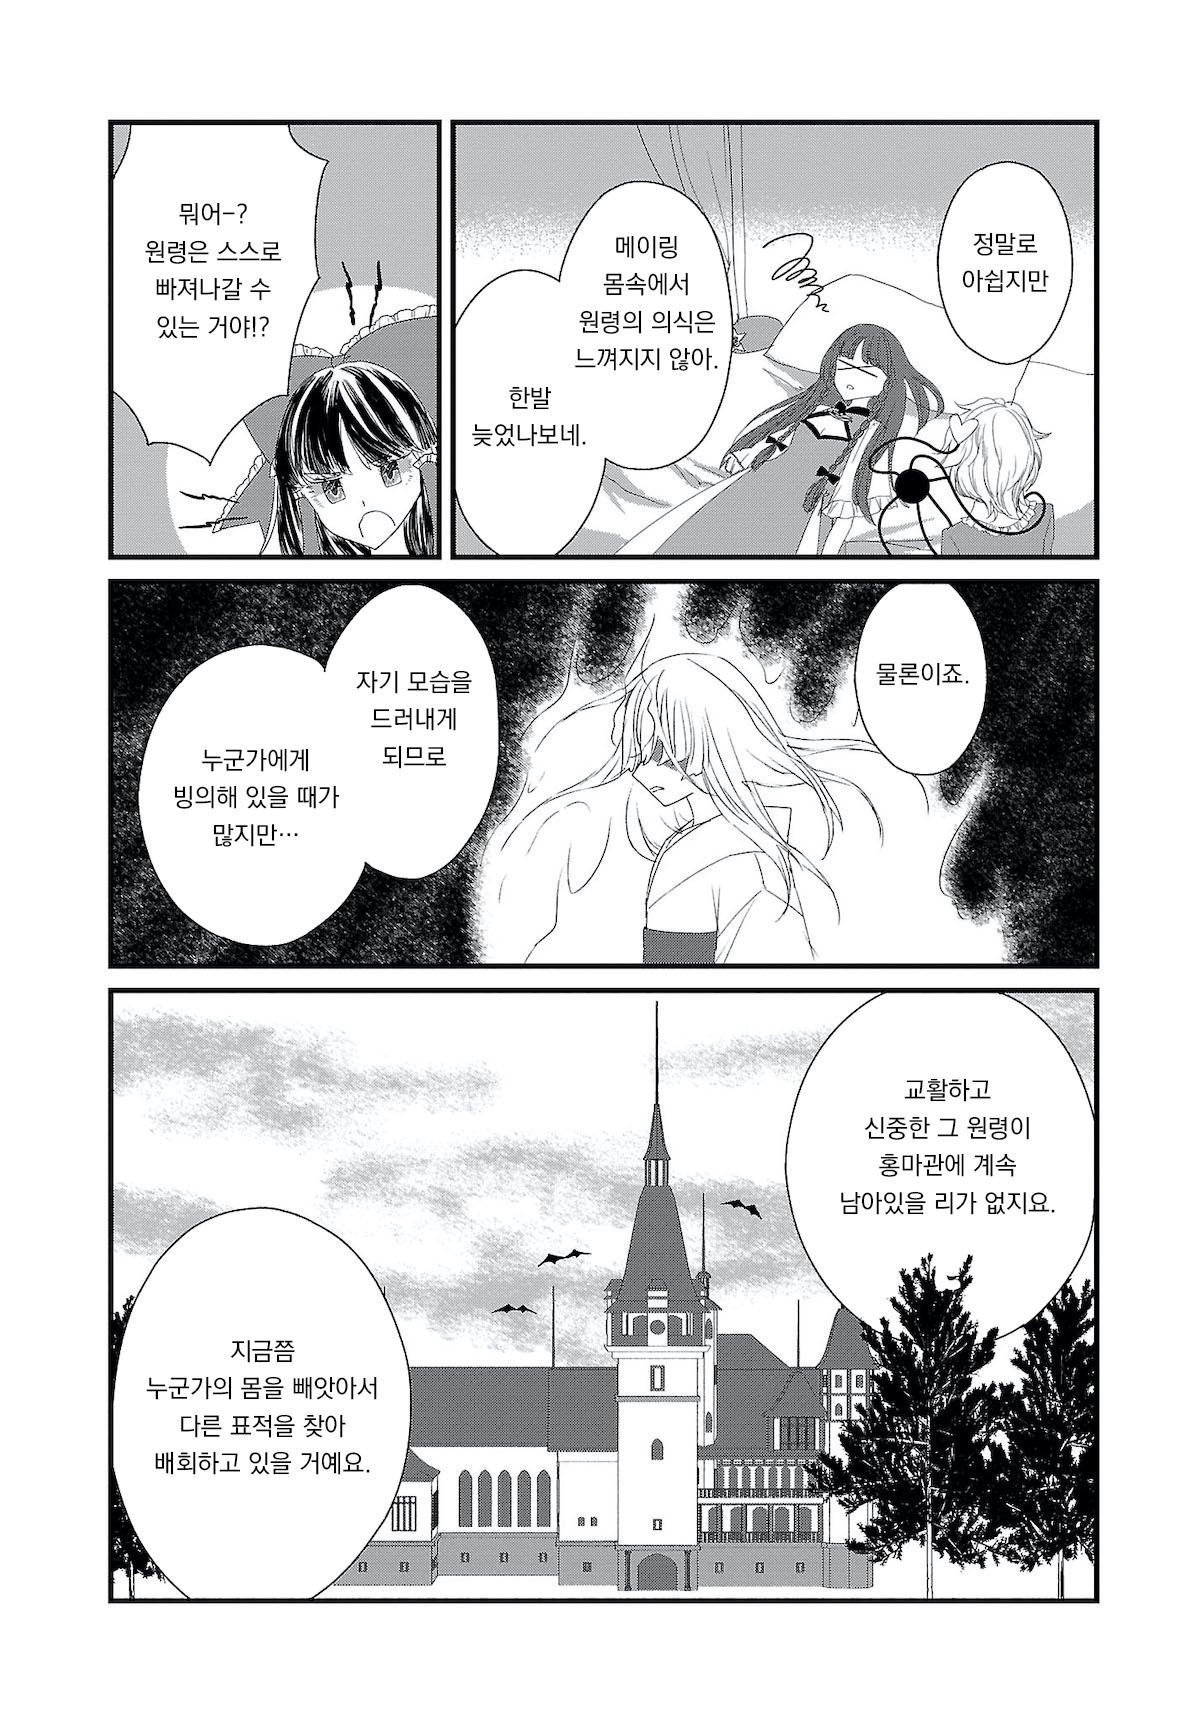 정말로
아쉽지만
메이링
몸속에서
원령의 의식은
느껴지지 않아.
한발
늦었나보네.
뭐어-?
원령은 스스로
빠져나갈 수
있는 거야!?
물론이죠.
자기 모습을
드러내게
되므로
누군가에게
빙의해 있을 때가
많지만…
교활하고
신중한 그 원령이
홍마관에 계속
남아있을 리가 없지요.
지금쯤
누군가의 몸을 빼앗아서
다른 표적을 찾아
배회하고 있을 거예요.